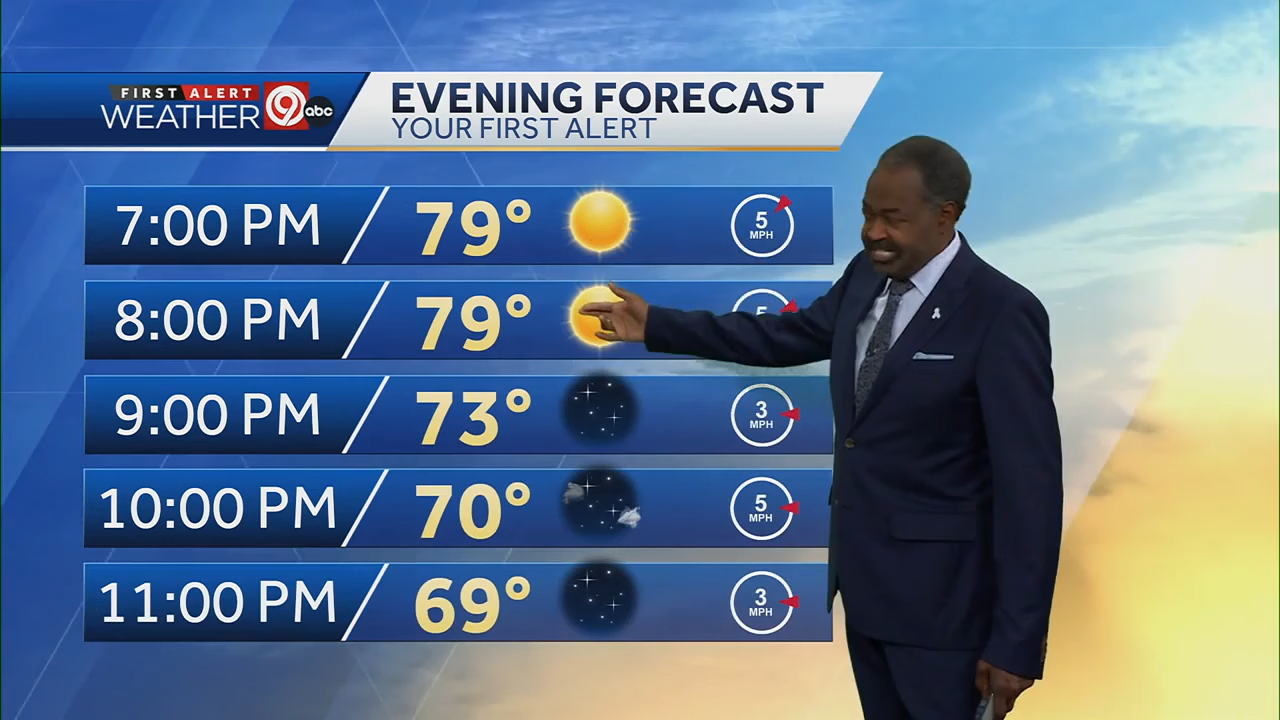 FIRST ALERT
WEATHER 9 abc
EVENING FORECAST
YOUR FIRST ALERT
7:00 PM 79° 5 MPH
8:00 PM 79°
9:00 PM 73° 3 MPH
10:00 PM 70° 5 MPH
11:00 PM 69° 3 MPH